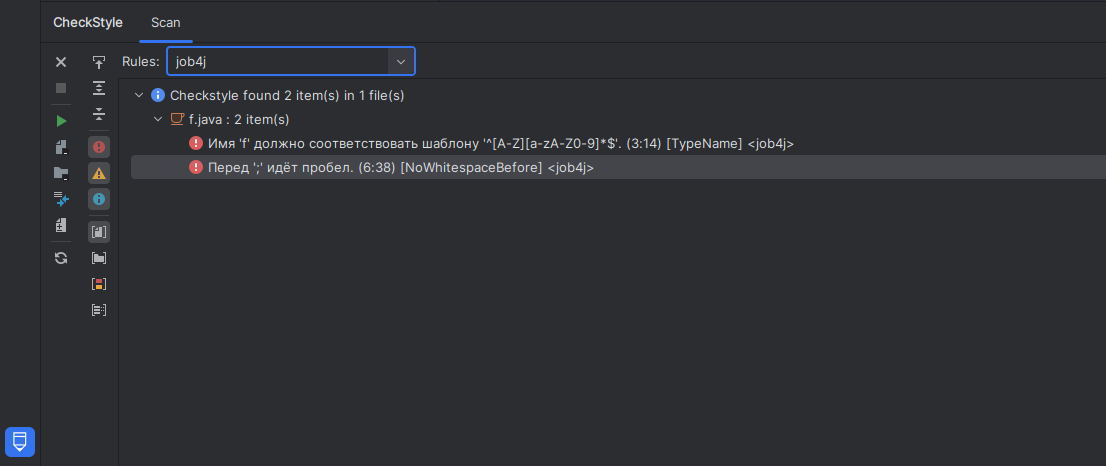 CheckStyle Scan
Rules: job4j
Checkstyle found 2 item(s) in 1 file(s)
f.java : 2 item(s)
Имя 'f' должно соответствовать шаблону '^[A-Z][a-zA-Z0-9]*$'. (3:14) [TypeName] <job4j>
Перед ';' идёт пробел. (6:38) [NoWhitespaceBefore] <job4j>